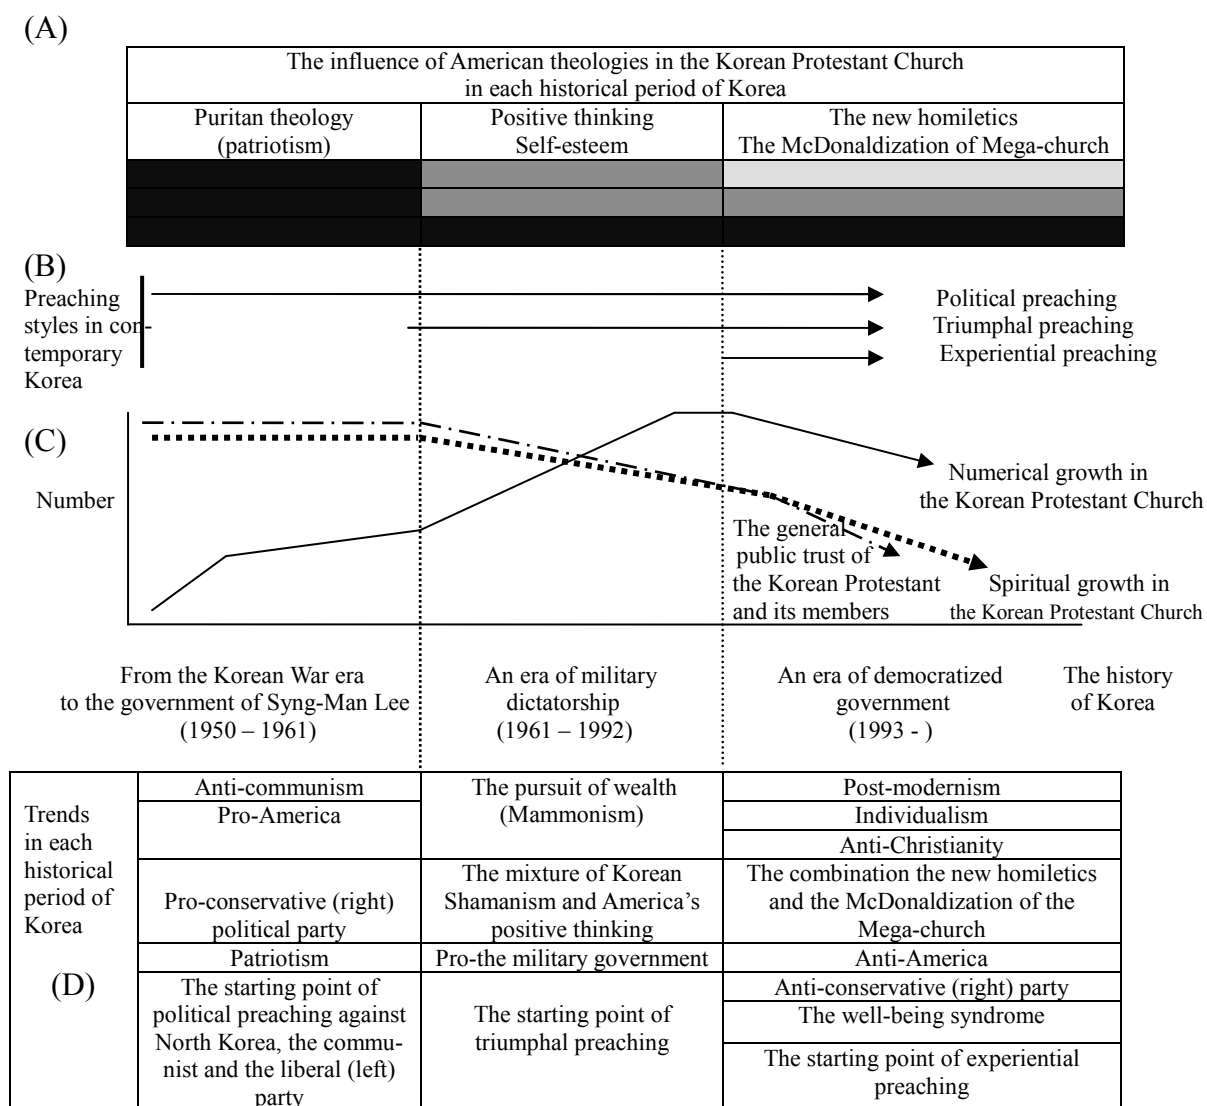 (A)
The influence of American theologies in the Korean Protestant Church
in each historical period of Korea
Puritan theology
(patriotism)
Positive thinking
Self-esteem
The new homiletics
The McDonaldization of Mega-church
(B)
Preaching
styles in con-
temporary
Korea
Political preaching
Triumphal preaching
Experiential preaching
(C)
Number
Numerical growth in
the Korean Protestant Church
The general
public trust of
the Korean Protestant
and its members
Spiritual growth in
the Korean Protestant Church
From the Korean War era
to the government of Syng-Man Lee
(1950 – 1961)
An era of military
dictatorship
(1961 – 1992)
An era of democratized
government
(1993 - )
The history
of Korea
Trends
in each
historical
period of
Korea
(D)
Anti-communism
Pro-America
Pro-conservative (right)
political party
Patriotism
The starting point of
political preaching against
North Korea, the commu-
nist and the liberal (left)
party
The pursuit of wealth
(Mammonism)
The mixture of Korean
Shamanism and America’s
positive thinking
Pro-the military government
The starting point of
triumphal preaching
Post-modernism
Individualism
Anti-Christianity
The combination the new homiletics
and the McDonaldization of the
Mega-church
Anti-America
Anti-conservative (right) party
The well-being syndrome
The starting point of experiential
preaching